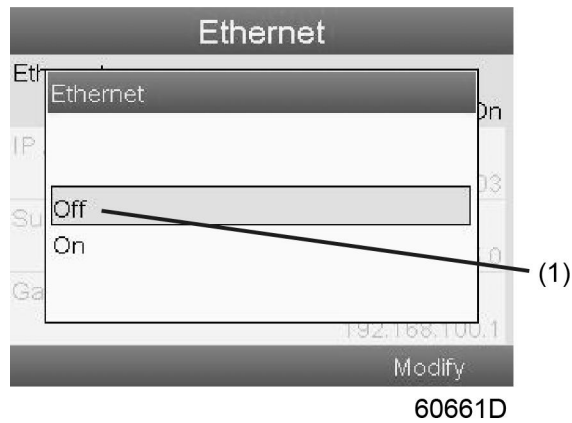 Ethernet
Ethernet
On
Off
On
192.168.100.1
Modify
(1)
60661D